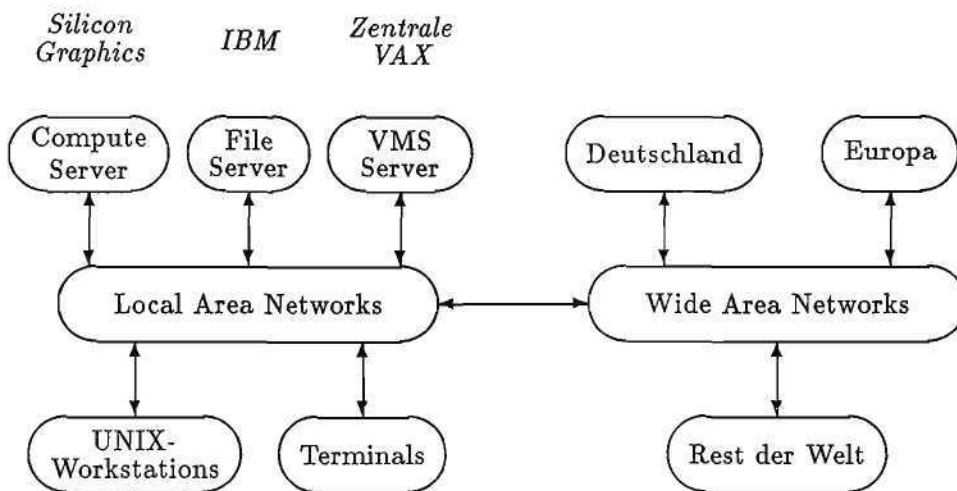 Silicon
Graphics
IBM
Zentrale
VAX
Compute
Server
File
Server
VMS
Server
Deutschland
Europa
Local Area Networks
Wide Area Networks
UNIX-
Workstations
Terminals
Rest der Welt